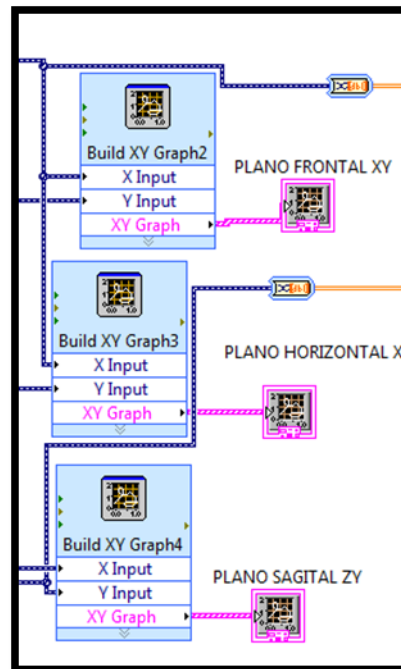 Build XY Graph2
X Input
Y Input
XY Graph
PLANO FRONTAL XY
Build XY Graph3
X Input
Y Input
XY Graph
PLANO HORIZONTAL X
Build XY Graph4
X Input
Y Input
XY Graph
PLANO SAGITAL ZY